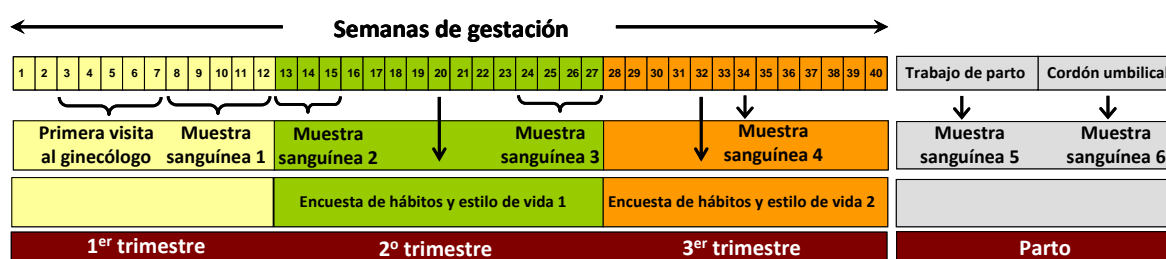 Semanas de gestación
1 2 3 4 5 6 7 8 9 10 11 12 13 14 15 16 17 18 19 20 21 22 23 24 25 26 27 28 29 30 31 32 33 34 35 36 37 38 39 40 Trabajo de parto Cordón umbilical
Primera visita
al ginecólogo
Muestra
sanguínea 1
Muestra
sanguínea 2
Muestra
sanguínea 3
Muestra
sanguínea 4
Muestra
sanguínea 5
Muestra
sanguínea 6
Encuesta de hábitos y estilo de vida 1 Encuesta de hábitos y estilo de vida 2
1er trimestre 2º trimestre 3er trimestre Parto